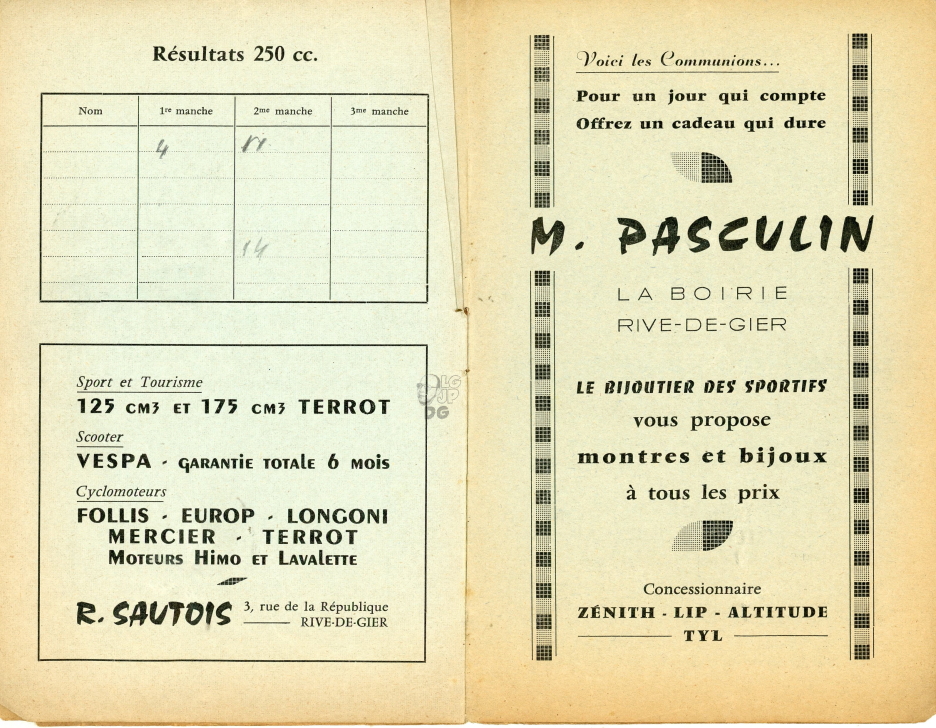 Résultats 250 cc.
Nom 1re manche 2me manche 3me manche
4 11
14
Sport et Tourisme
125 cm3 et 175 cm3 TERROT
Scooter
VESPA - GARANTIE TOTALE 6 MOIS
Cyclomoteurs
FOLLIS - EUROP - LONGONI
MERCIER - TERROT
Moteurs Himo et Lavalette
R. SAUTOIS 3, rue de la République
RIVE-DE-GIER
Voici les Communions...
Pour un jour qui compte
Offrez un cadeau qui dure
M. PASCULIN
LA BOIRIE
RIVE-DE-GIER
LE BIJOUTIER DES SPORTIFS
vous propose
montres et bijoux
à tous les prix
Concessionnaire
ZÉNITH - LIP - ALTITUDE
TYL
LG
JP
DG